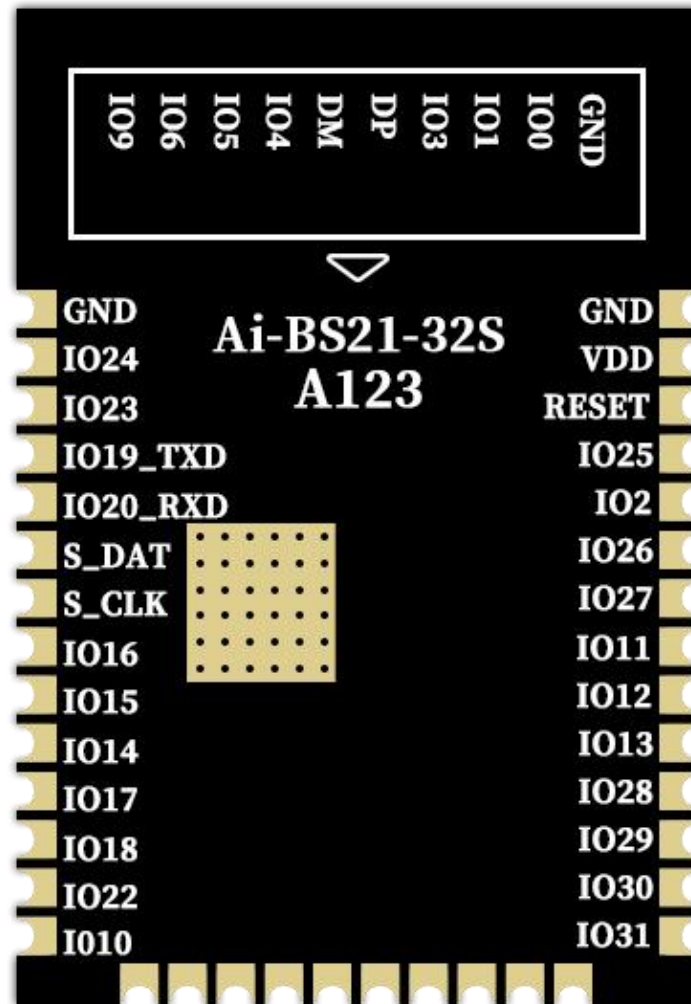 IO9
IO6
IO5
IO4
DM
DP
IO3
IO1
IO0
GND
Ai-BS21-32S
A123
GND
IO24
IO23
IO19_TXD
IO20_RXD
S_DAT
S_CLK
IO16
IO15
IO14
IO17
IO18
IO22
I010
GND
VDD
RESET
IO25
IO2
IO26
IO27
IO11
IO12
IO13
IO28
IO29
IO30
IO31